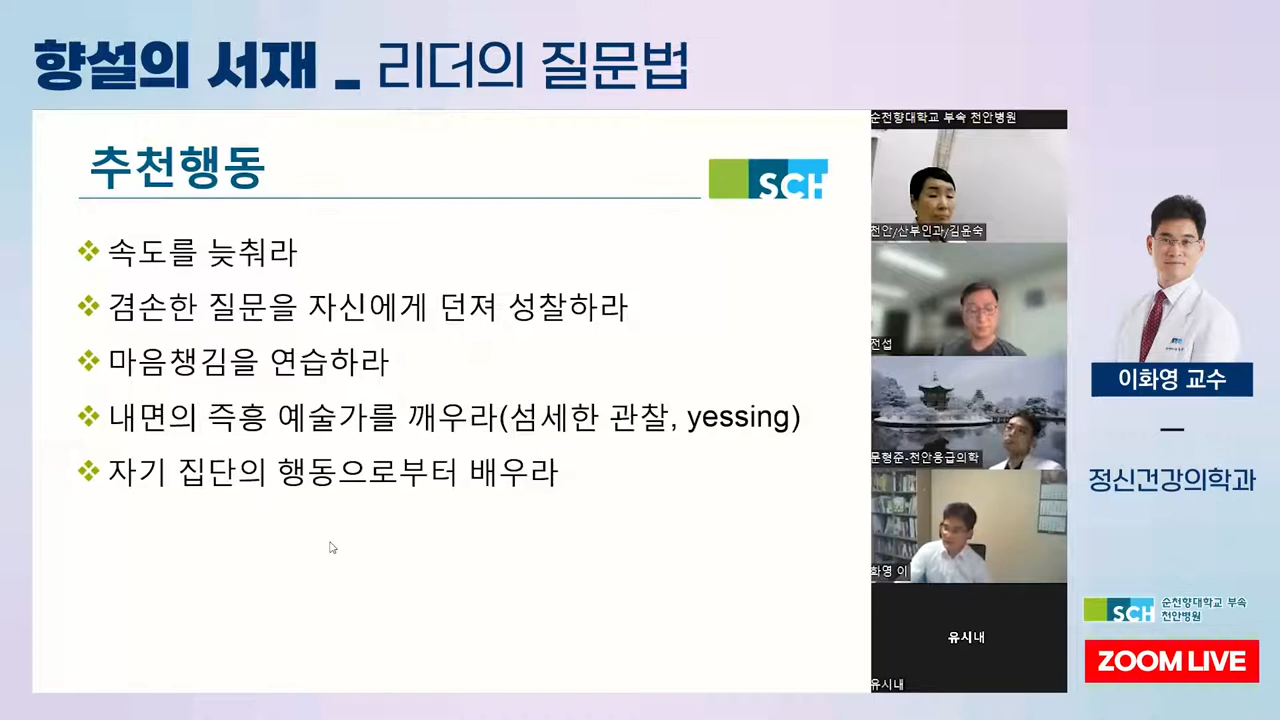 향설의 서재 _ 리더의 질문법
추천행동
SCH
❖ 속도를 늦춰라
❖ 겸손한 질문을 자신에게 던져 성찰하라
❖ 마음챙김을 연습하라
❖ 내면의 즉흥 예술가를 깨우라(섬세한 관찰, yessing)
❖ 자기 집단의 행동으로부터 배우라
순천향대학교 부속 천안병원
천안/산부인과/김윤숙
전섭
문형준-천안응급의학
화영 이
유시내
유시내
이화영 교수
정신건강의학과
SCH 순천향대학교 부속
천안병원
ZOOM LIVE